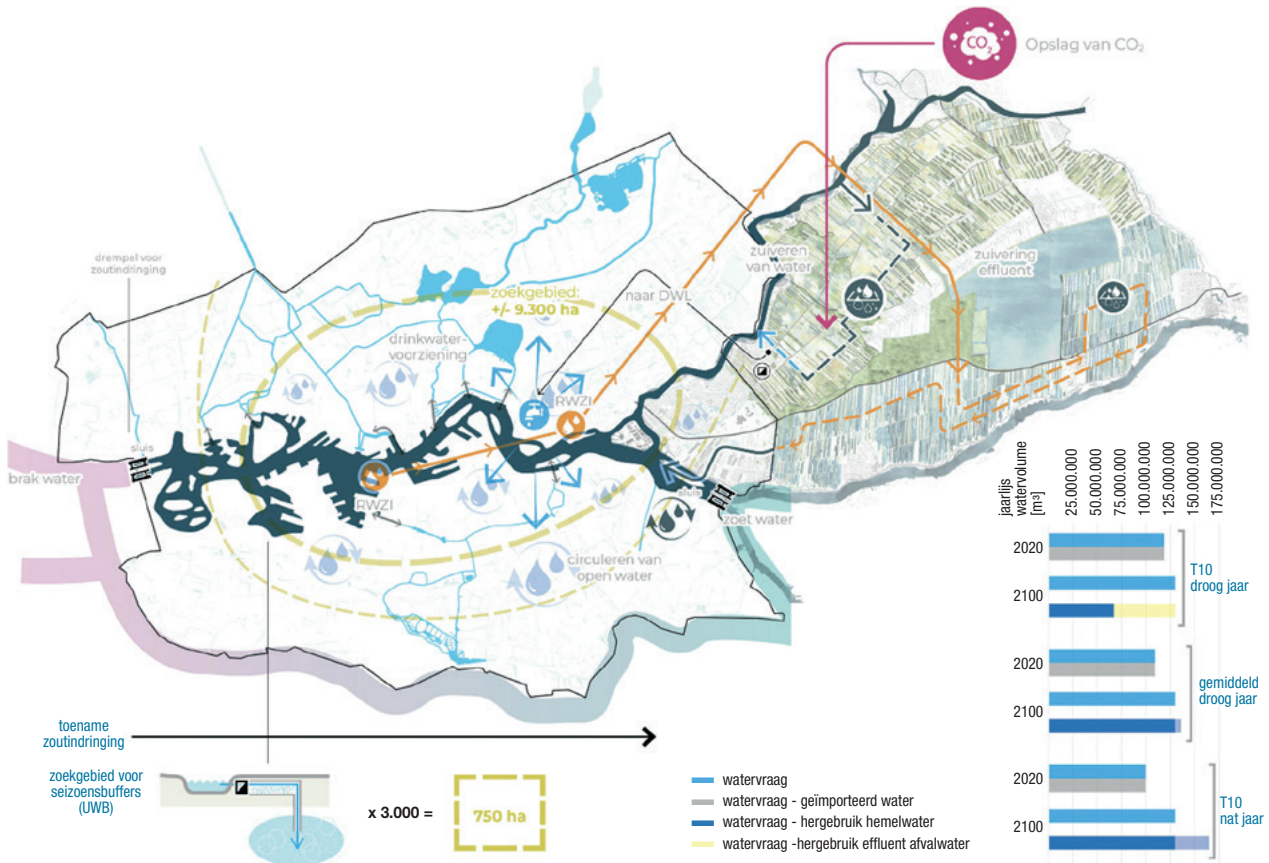 CO₂
Opslag van CO₂
drempel voor
zoutindringing
zoekgebied:
+/- 9.300 ha
naar DWL
zuiveren
van water
zuivering
effluent
drinkwater-
voorziening
RWZI
sluis
brak water
RWZI
sluis
zoet water
circuleren van
open water
toename
zoutindringing
zoekgebied voor
seizoensbuffers
(UWB)
x 3.000 =
750 ha
watervraag
watervraag - geïmporteerd water
watervraag - hergebruik hemelwater
watervraag -hergebruik effluent afvalwater
jaarlijs
watervolume
[m³]
25.000.000
50.000.000
75.000.000
100.000.000
125.000.000
150.000.000
175.000.000
2020
2100
T10
droog jaar
2020
2100
gemiddeld
droog jaar
2020
2100
T10
nat jaar